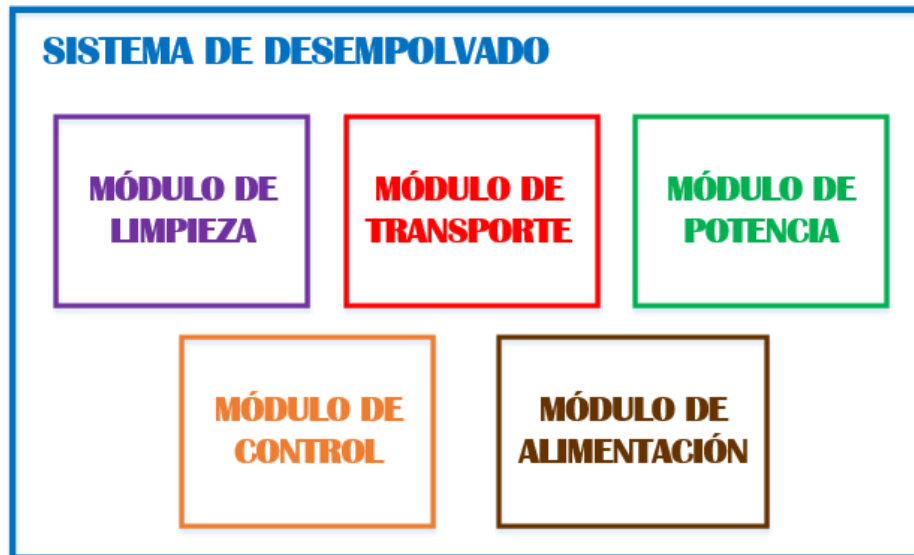 SISTEMA DE DESEMPOLVADO
MÓDULO DE
LIMPIEZA
MÓDULO DE
TRANSPORTE
MÓDULO DE
POTENCIA
MÓDULO DE
CONTROL
MÓDULO DE
ALIMENTACIÓN